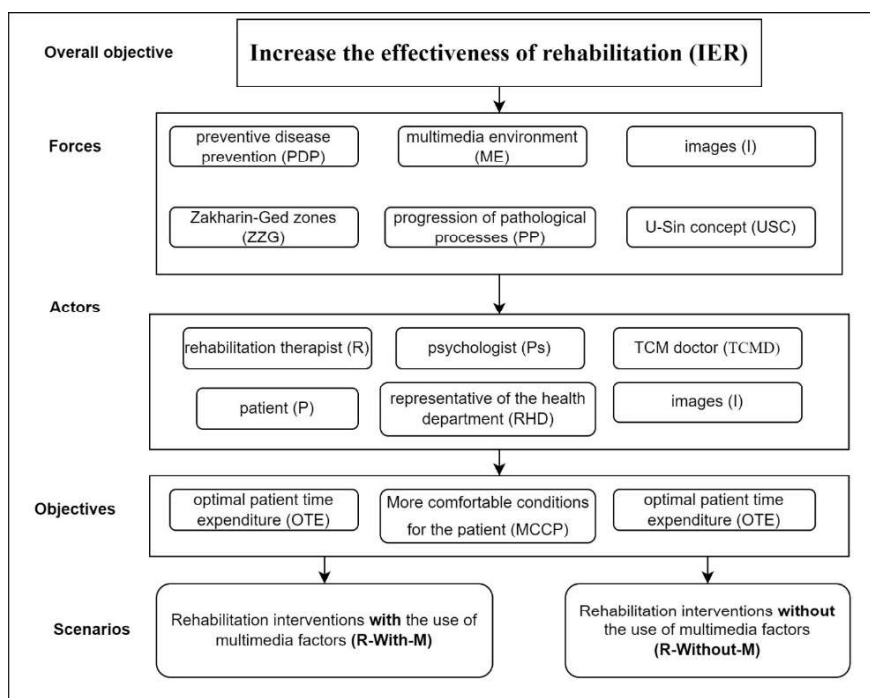 Overall objective
Increase the effectiveness of rehabilitation (IER)
Forces
preventive disease
prevention (PDP)
multimedia environment
(ME)
images (I)
Zakharin-Ged zones
(ZZG)
progression of pathological
processes (PP)
U-Sin concept (USC)
Actors
rehabilitation therapist (R)
psychologist (Ps)
TCM doctor (TCMD)
patient (P)
representative of the health
department (RHD)
images (I)
Objectives
optimal patient time
expenditure (OTE)
More comfortable conditions
for the patient (MCCP)
optimal patient time
expenditure (OTE)
Scenarios
Rehabilitation interventions with the use of
multimedia factors (R-With-M)
Rehabilitation interventions without
the use of multimedia factors
(R-Without-M)